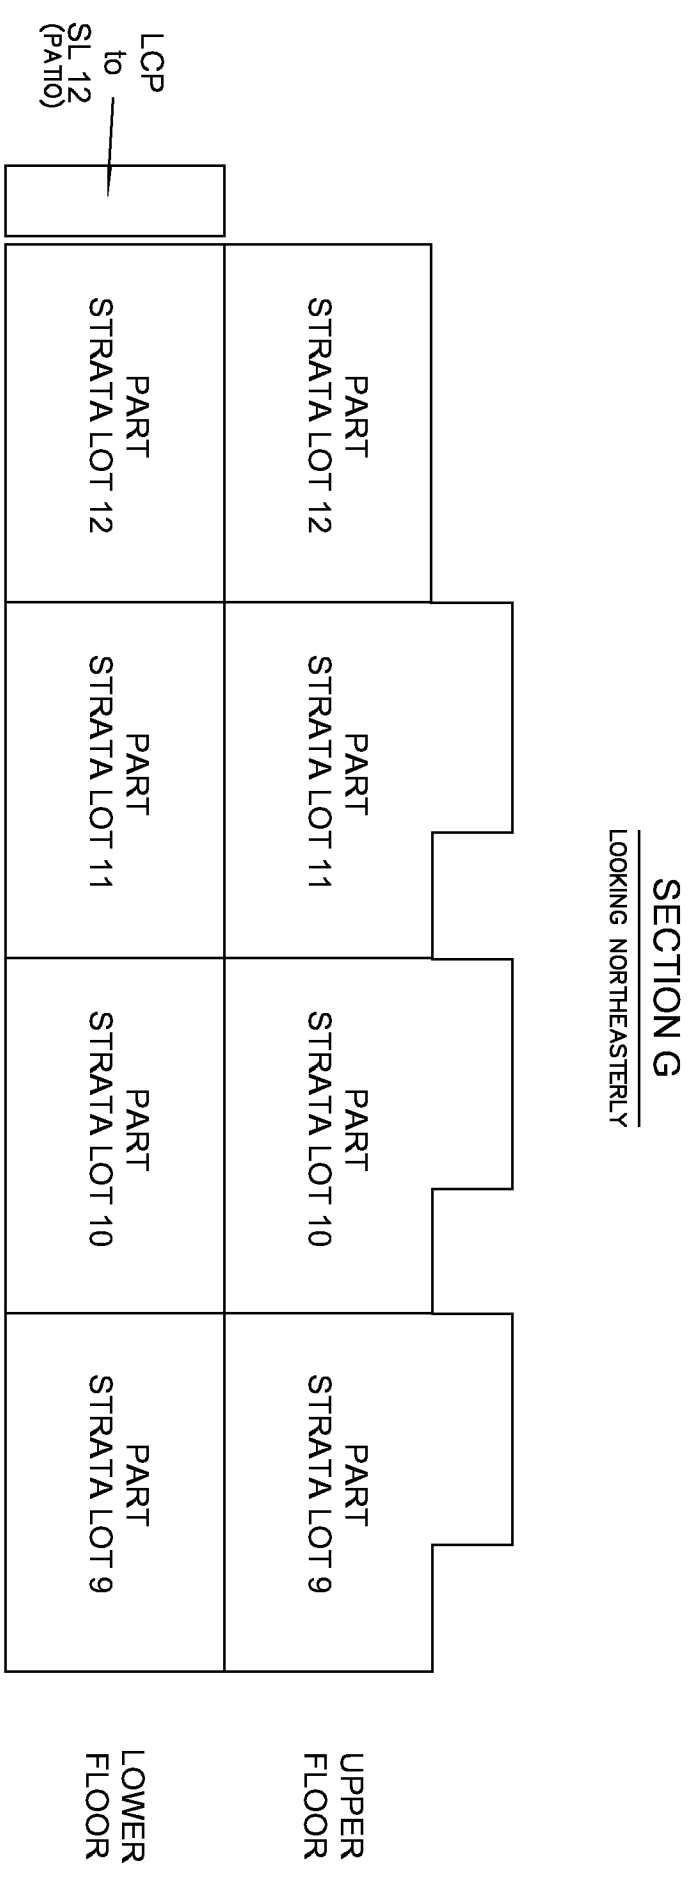 SECTION G
LOOKING NORTHEASTERLY
PART
STRATA LOT 12
PART
STRATA LOT 11
PART
STRATA LOT 10
PART
STRATA LOT 9
UPPER
FLOOR
LCP
to
SL 12
(PATIO)
PART
STRATA LOT 12
PART
STRATA LOT 11
PART
STRATA LOT 10
PART
STRATA LOT 9
LOWER
FLOOR